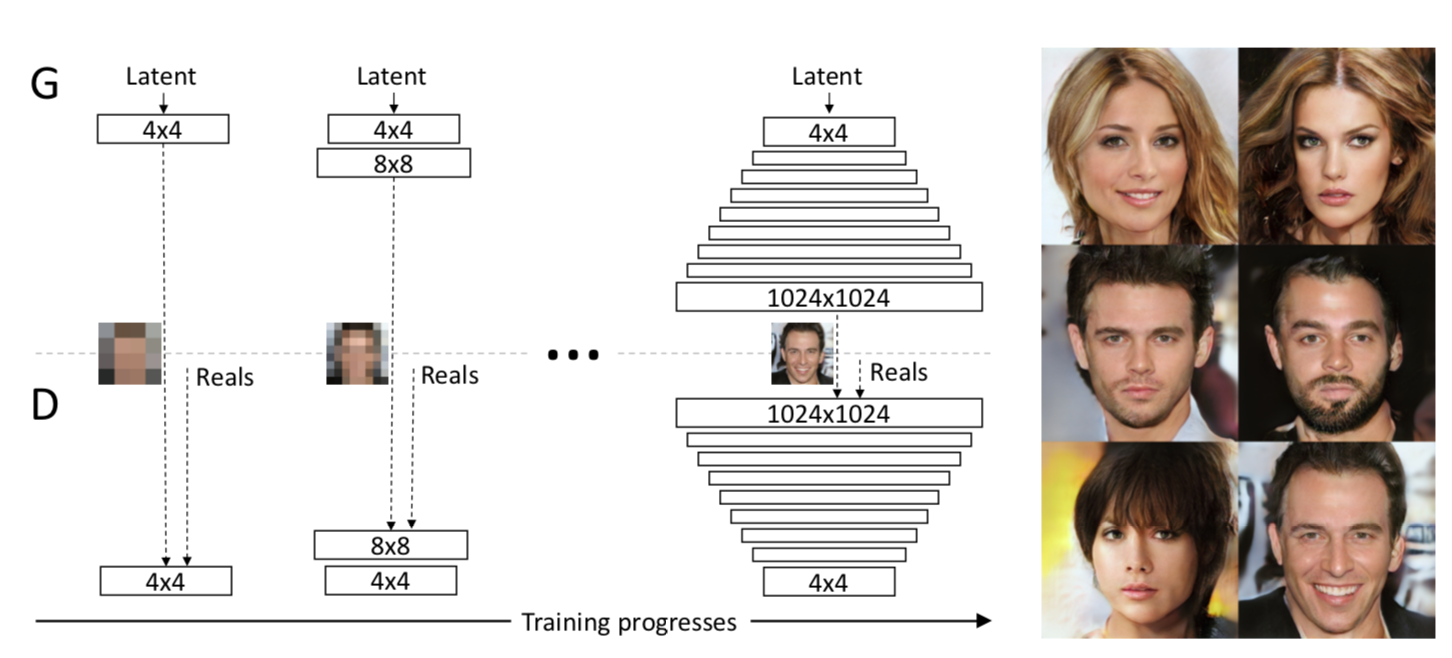 G
Latent
4x4
Latent
4x4
8x8
Latent
4x4
1024x1024
Reals
Reals
Reals
D
1024x1024
8x8
4x4
4x4
4x4
Training progresses